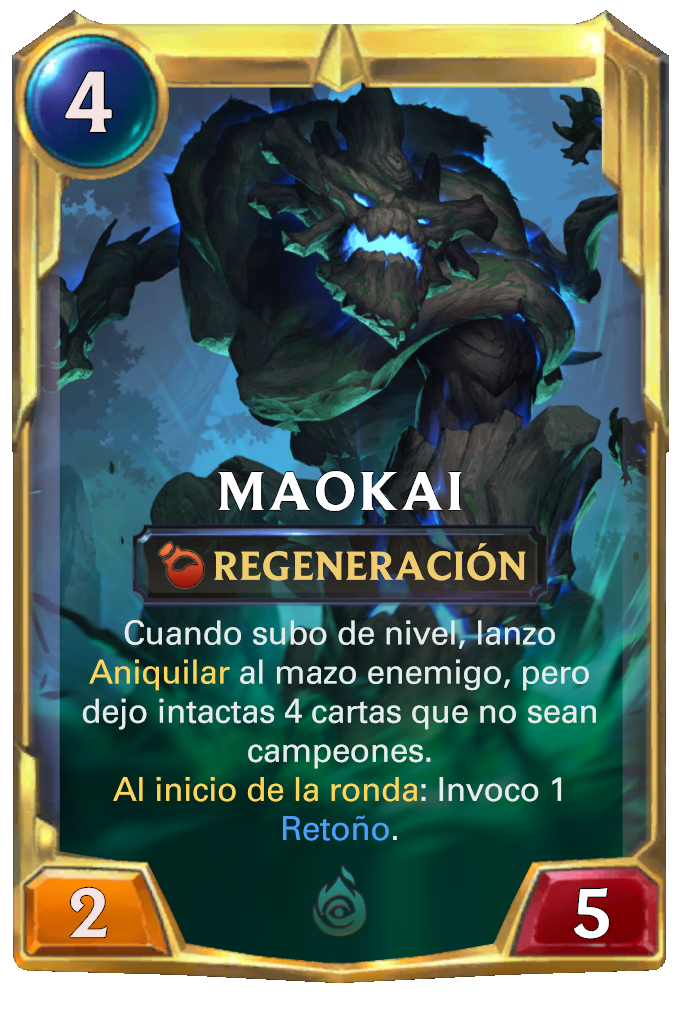 4
MAOKAI
REGENERACIÓN
Cuando subo de nivel, lanzo
Aniquilar al mazo enemigo, pero
dejo intactas 4 cartas que no sean
campeones.
Al inicio de la ronda: Invoco 1
Retoño.
2
5